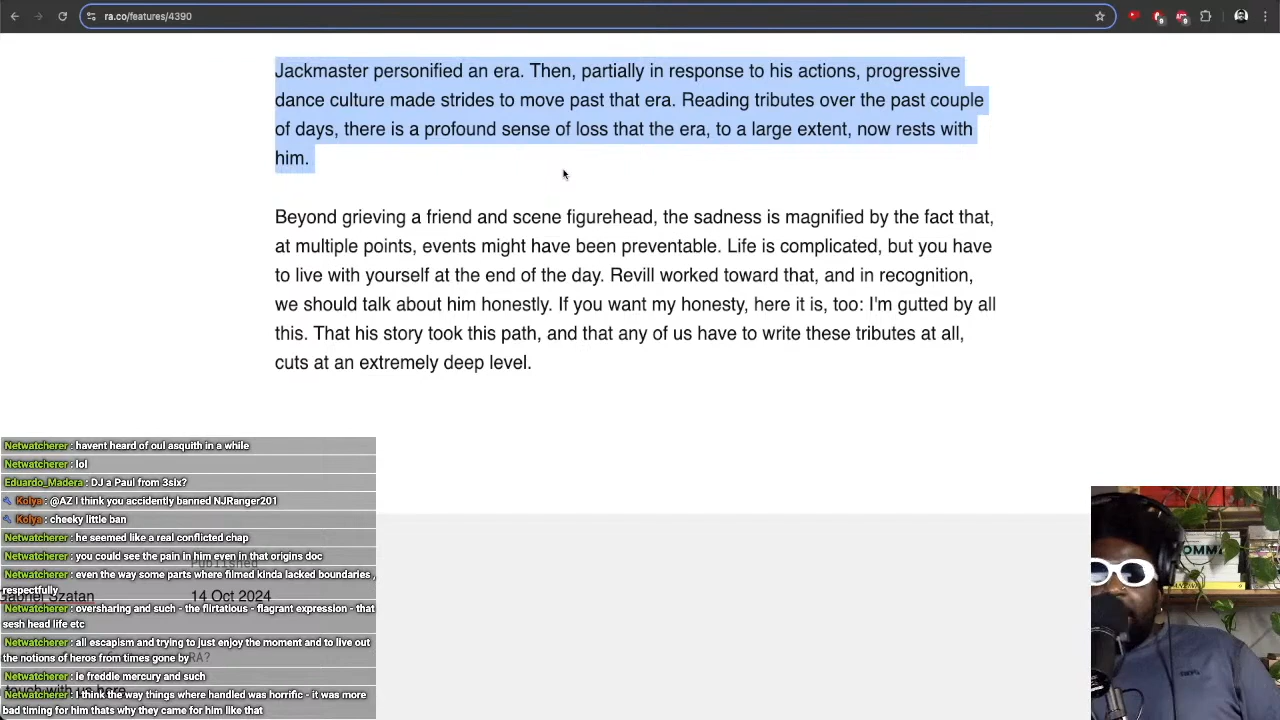 ra.co/features/4390
Jackmaster personified an era. Then, partially in response to his actions, progressive
dance culture made strides to move past that era. Reading tributes over the past couple
of days, there is a profound sense of loss that the era, to a large extent, now rests with
him.
Beyond grieving a friend and scene figurehead, the sadness is magnified by the fact that,
at multiple points, events might have been preventable. Life is complicated, but you have
to live with yourself at the end of the day. Revill worked toward that, and in recognition,
we should talk about him honestly. If you want my honesty, here it is, too: I'm gutted by all
this. That his story took this path, and that any of us have to write these tributes at all,
cuts at an extremely deep level.
Netwatcherer : havent heard of oul asquith in a while
Netwatcherer : lol
Eduardo_Madera : DJ a Paul from 3six?
Kolya : @AZ I think you accidently banned NJRanger201
Kolya : cheeky little ban
Netwatcherer : he seemed like a real conflicted chap
Netwatcherer : you could see the pain in him even in that origins doc
Published
Netwatcherer : even the way some parts where filmed kinda lacked boundaries ,
respectfully
Szatan
14 Oct 2024
Netwatcherer : oversharing and such - the flirtatious - flagrant expression - that
sesh head life etc
Netwatcherer : all escapism and trying to just enjoy the moment and to live out
the notions of heros from times gone by
RA?
Netwatcherer : le freddie mercury and such
Netwatcherer : I think the way things where handled was horrific - it was more
bad timing for him thats why they came for him like that